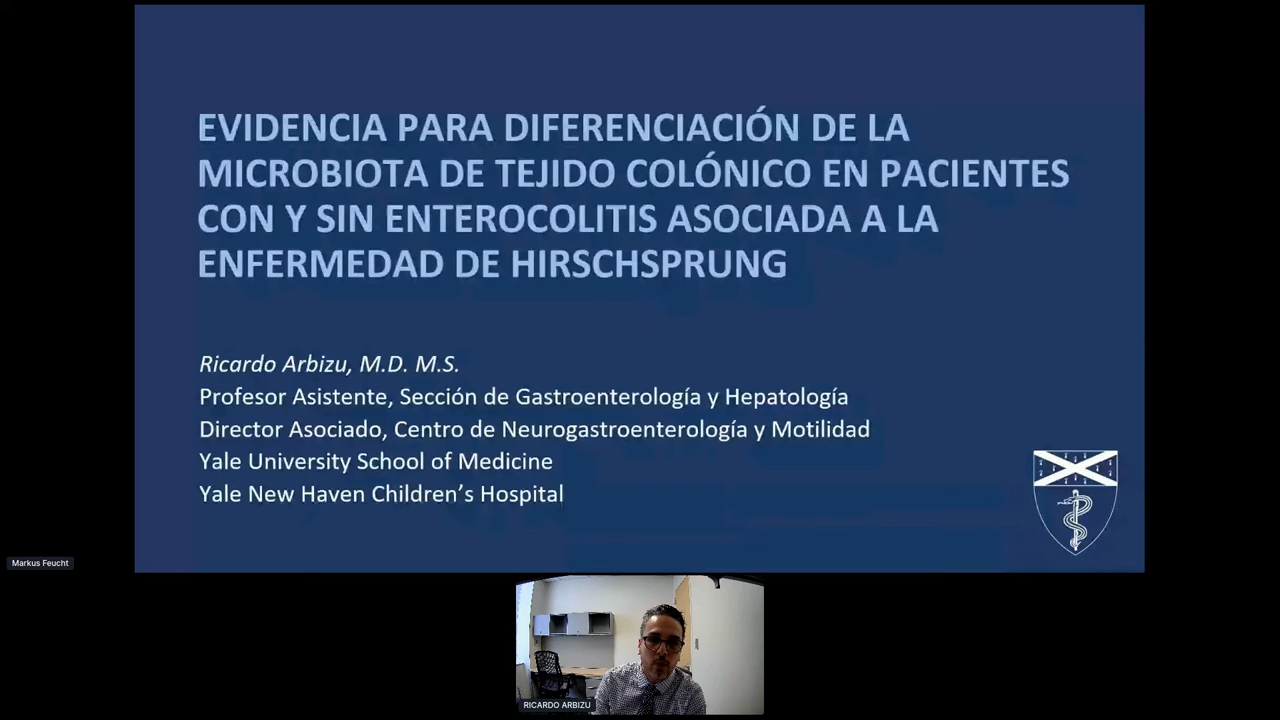 EVIDENCIA PARA DIFERENCIACIÓN DE LA
MICROBIOTA DE TEJIDO COLÓNICO EN PACIENTES
CON Y SIN ENTEROCOLITIS ASOCIADA A LA
ENFERMEDAD DE HIRSCHSPRUNG
Ricardo Arbizu, M.D. M.S.
Profesor Asistente, Sección de Gastroenterología y Hepatología
Director Asociado, Centro de Neurogastroenterología y Motilidad
Yale University School of Medicine
Yale New Haven Children’s Hospital
Markus Feucht
RICARDO ARBIZU